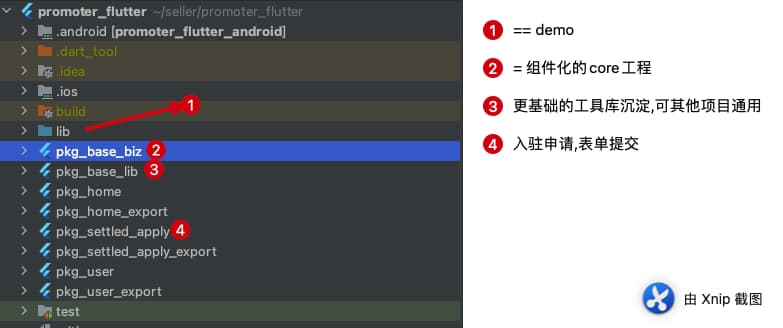 promoter_flutter ~/seller/promoter_flutter
.android [promoter_flutter_android]
.dart_tool
.idea
.ios
build
1
lib
pkg_base_biz 2
pkg_base_lib 3
pkg_home
pkg_home_export
pkg_settled_apply 4
pkg_settled_apply_export
pkg_user
pkg_user_export
test
1 == demo
2 = 组件化的core工程
3 更基础的工具库沉淀,可其他项目通用
4 入驻申请,表单提交
由 Xnip 截图